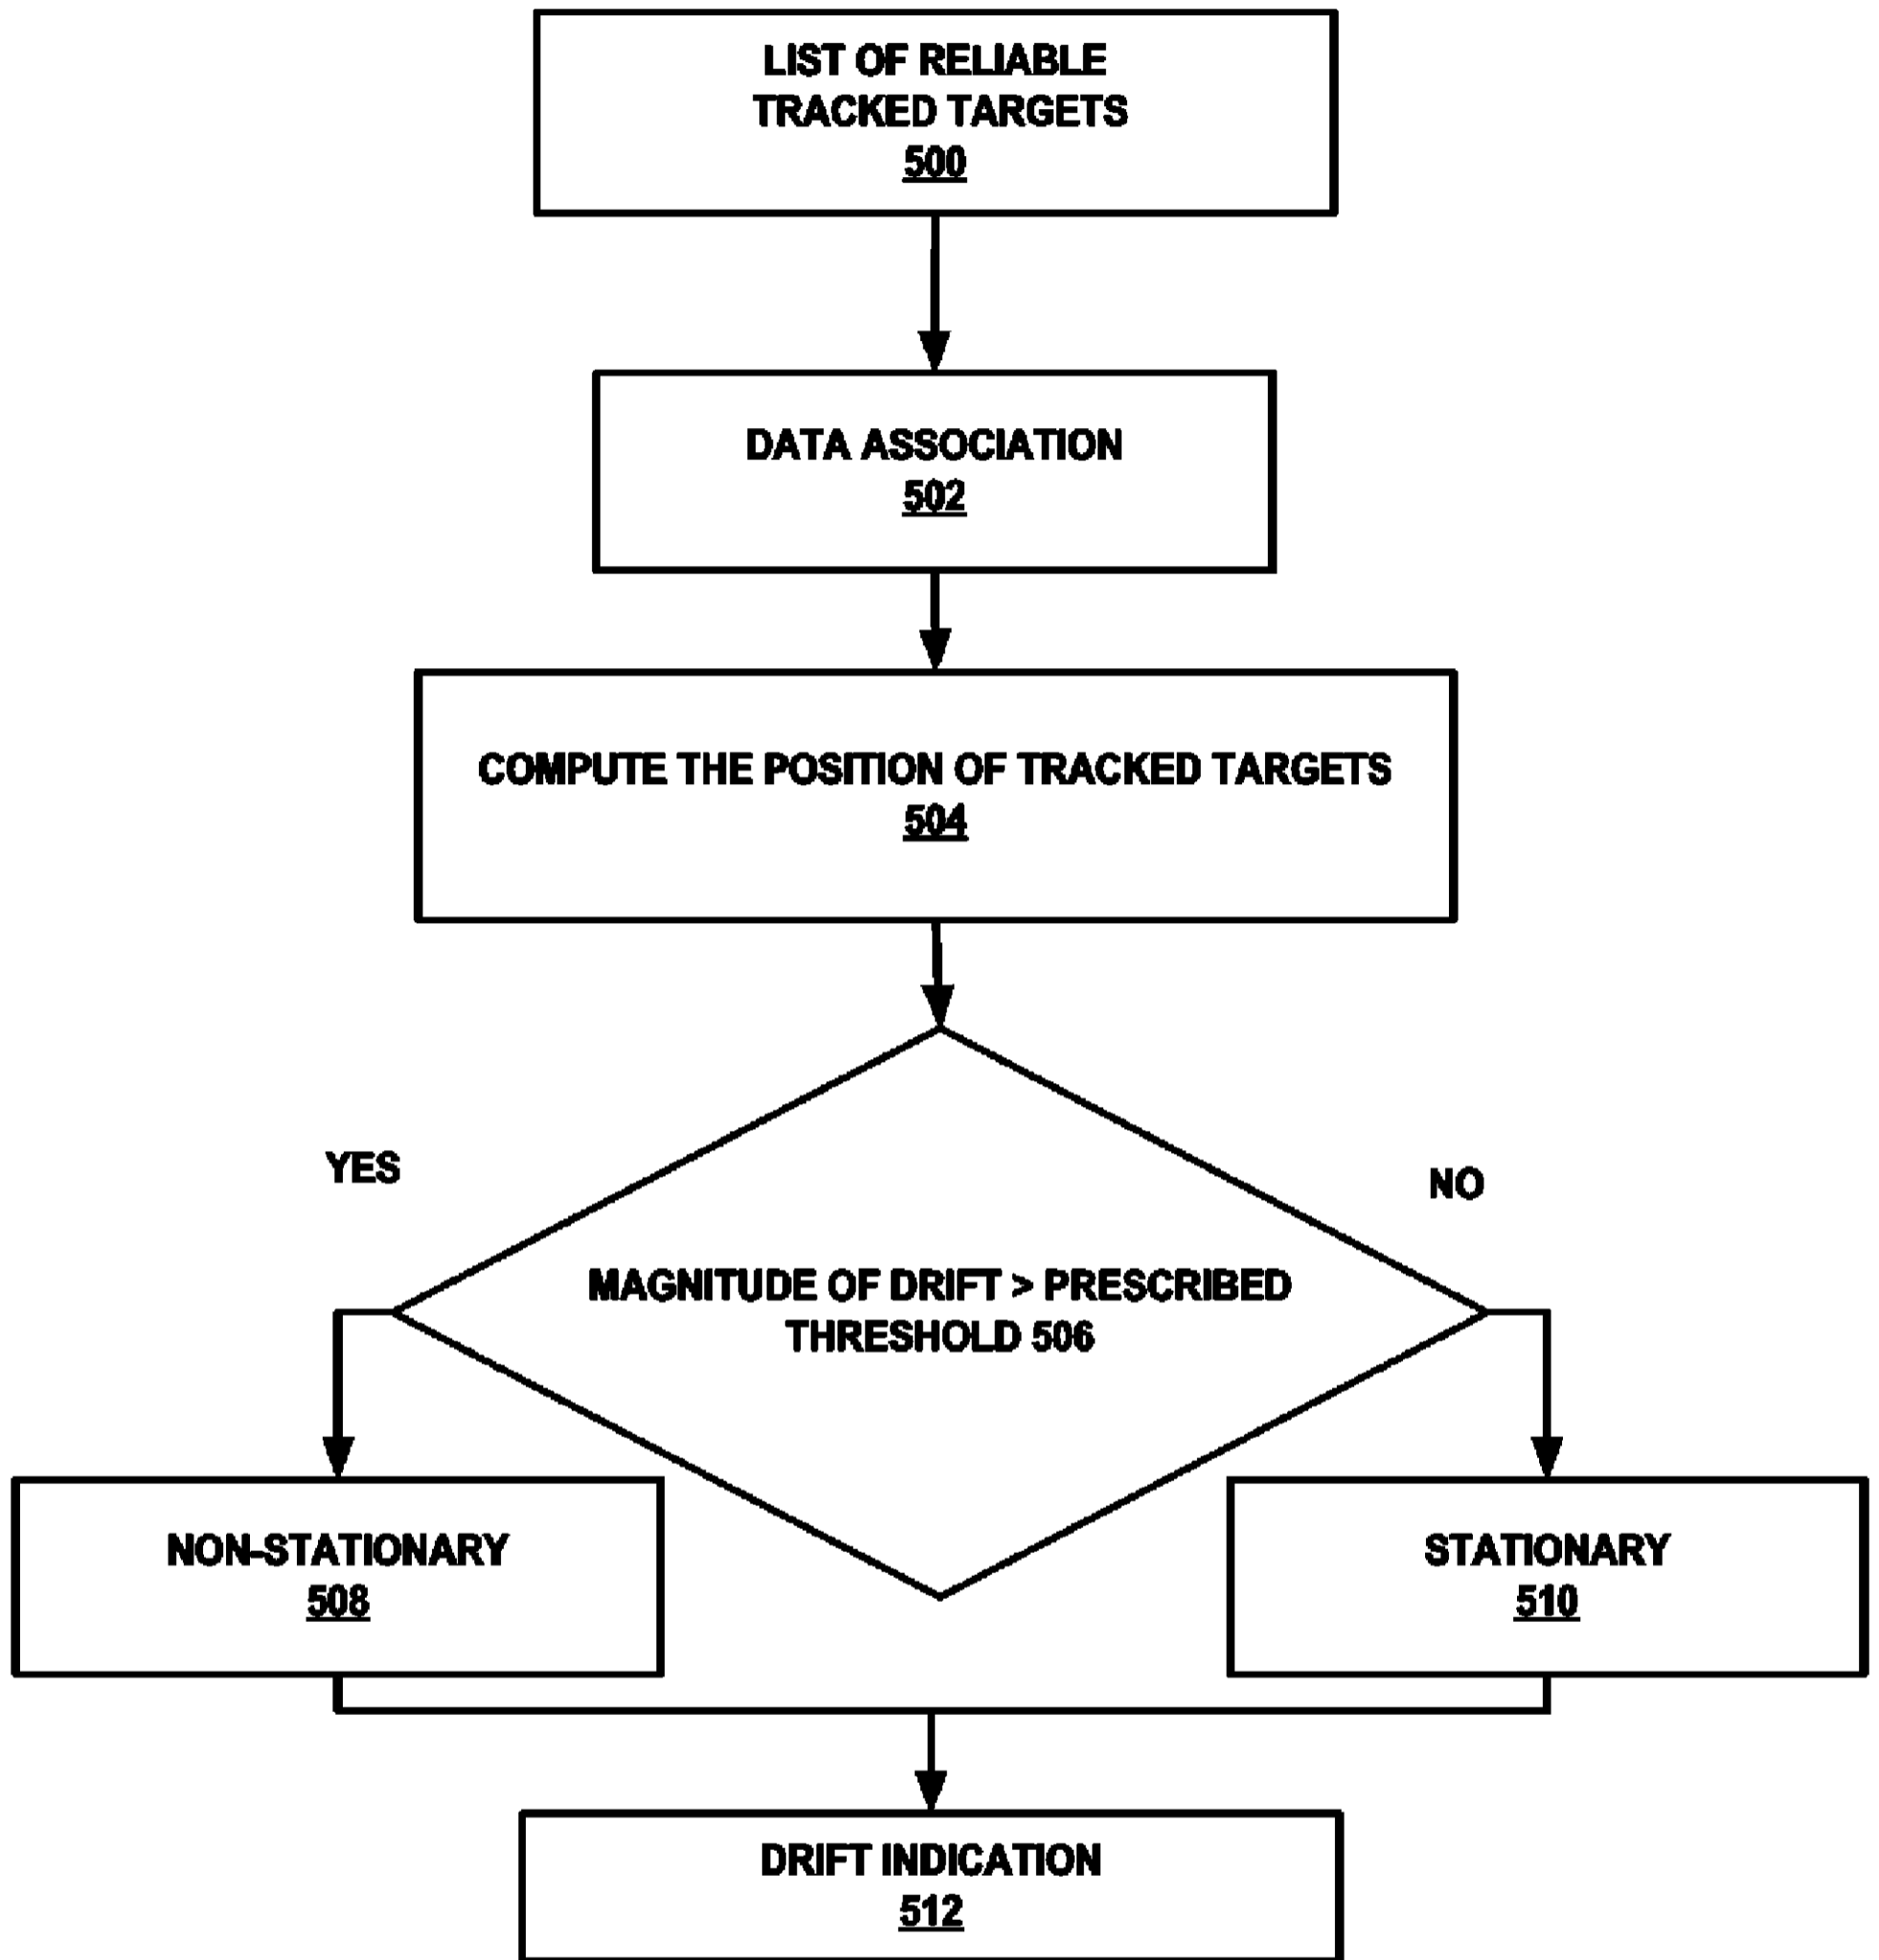 LIST OF RELIABLE
TRACKED TARGETS
500
DATA ASSOCIATION
502
COMPUTE THE POSITION OF TRACKED TARGETS
504
YES
NO
MAGNITUDE OF DRIFT > PRESCRIBED
THRESHOLD 506
NON-STATIONARY
508
STATIONARY
510
DRIFT INDICATION
512